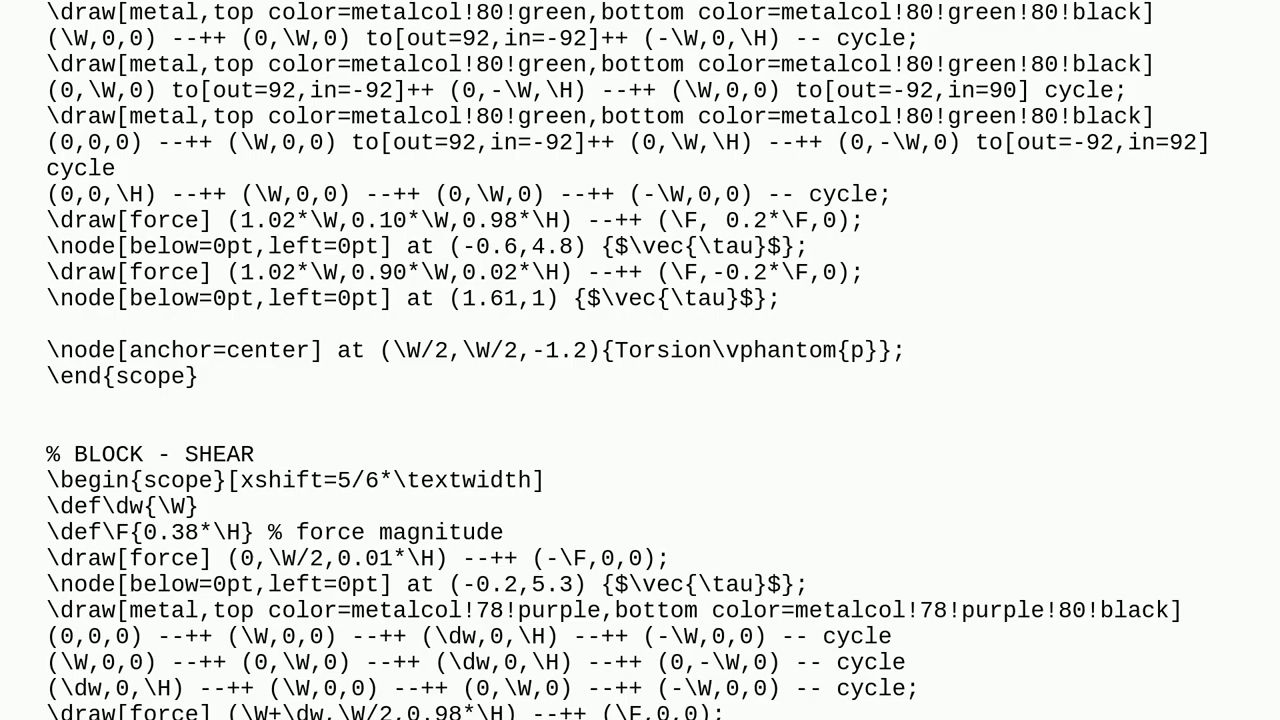 \draw[metal,top color=metalcol!80!green,bottom color=metalcol!80!green!80!black]
(\W,0,0) --++ (0,\W,0) to[out=92,in=-92]++ (-\W,0,\H) -- cycle;
\draw[metal,top color=metalcol!80!green,bottom color=metalcol!80!green!80!black]
(0,\W,0) to[out=92,in=-92]++ (0,-\W,\H) --++ (\W,0,0) to[out=-92,in=90] cycle;
\draw[metal,top color=metalcol!80!green,bottom color=metalcol!80!green!80!black]
(0,0,0) --++ (\W,0,0) to[out=92,in=-92]++ (0,\W,\H) --++ (0,-\W,0) to[out=-92,in=92]
cycle
(0,0,\H) --++ (\W,0,0) --++ (0,\W,0) --++ (-\W,0,0) -- cycle;
\draw[force] (1.02*\W,0.10*\W,0.98*\H) --++ (\F, 0.2*\F,0);
\node[below=0pt,left=0pt] at (-0.6,4.8) {$\vec{\tau}$};
\draw[force] (1.02*\W,0.90*\W,0.02*\H) --++ (\F,-0.2*\F,0);
\node[below=0pt,left=0pt] at (1.61,1) {$\vec{\tau}$};
\node[anchor=center] at (\W/2,\W/2,-1.2){Torsion\vphantom{p}};
\end{scope}
% BLOCK - SHEAR
\begin{scope}[xshift=5/6*\textwidth]
\def\dw{\W}
\def\F{0.38*\H} % force magnitude
\draw[force] (0,\W/2,0.01*\H) --++ (-\F,0,0);
\node[below=0pt,left=0pt] at (-0.2,5.3) {$\vec{\tau}$};
\draw[metal,top color=metalcol!78!purple,bottom color=metalcol!78!purple!80!black]
(0,0,0) --++ (\W,0,0) --++ (\dw,0,\H) --++ (-\W,0,0) -- cycle
(\W,0,0) --++ (0,\W,0) --++ (\dw,0,\H) --++ (0,-\W,0) -- cycle
(\dw,0,\H) --++ (\W,0,0) --++ (0,\W,0) --++ (-\W,0,0) -- cycle;
\draw[force] (\W+\dw,\W/2,0.98*\H) --++ (\F,0,0);